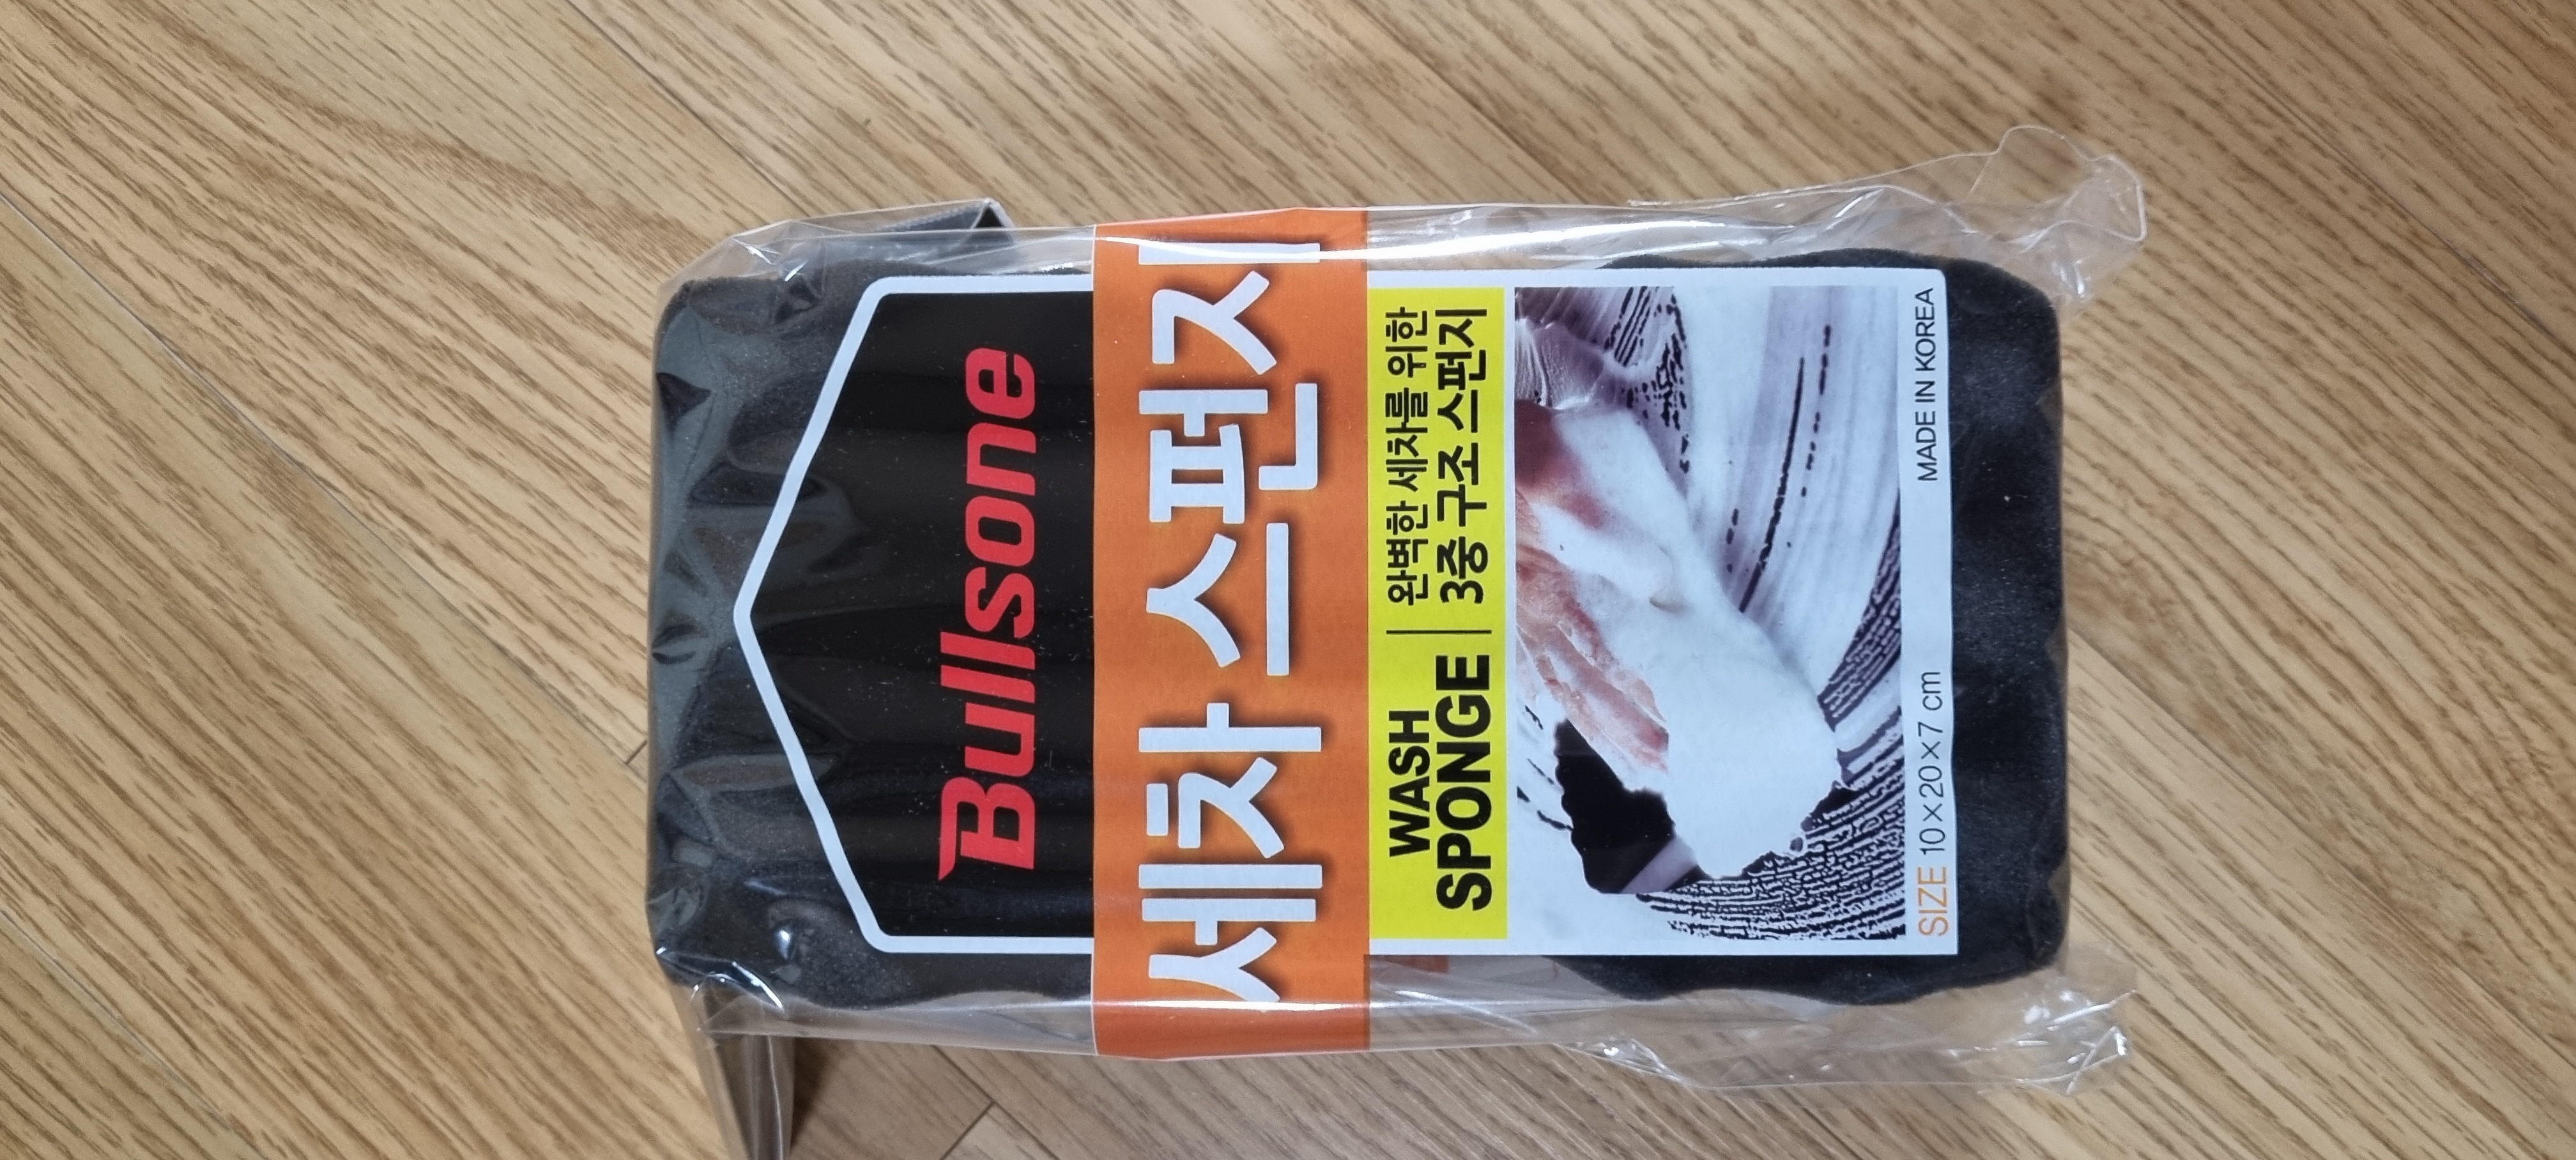 Bullsone
세차 스펀지
WASH
SPONGE
완벽한 세차를 위한
3중 구조 스펀지
SIZE 10×20×7 cm
MADE IN KOREA